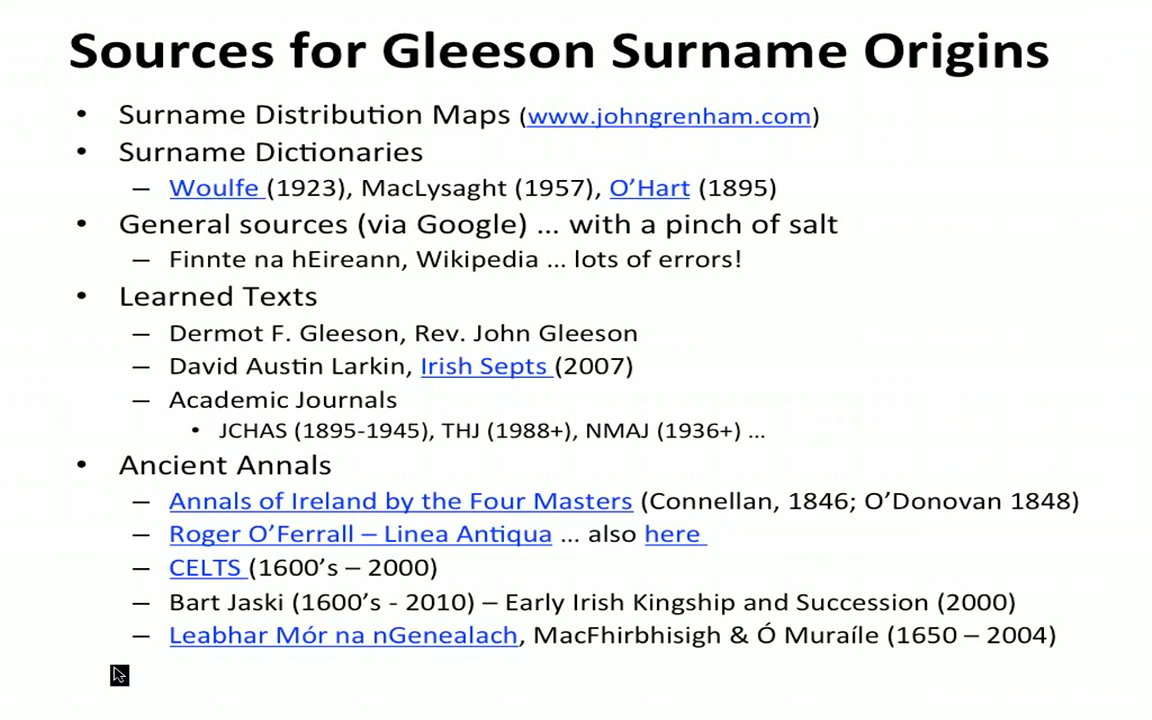 Sources for Gleeson Surname Origins
• Surname Distribution Maps (www.johngrenham.com)
• Surname Dictionaries
– Woulfe (1923), MacLysaght (1957), O’Hart (1895)
• General sources (via Google) … with a pinch of salt
– Finnte na hEireann, Wikipedia … lots of errors!
• Learned Texts
– Dermot F. Gleeson, Rev. John Gleeson
– David Austin Larkin, Irish Septs (2007)
– Academic Journals
• JCHAS (1895-1945), THJ (1988+), NMAJ (1936+) …
• Ancient Annals
– Annals of Ireland by the Four Masters (Connellan, 1846; O’Donovan 1848)
– Roger O’Ferrall – Linea Antiqua … also here
– CELTS (1600’s – 2000)
– Bart Jaski (1600’s - 2010) – Early Irish Kingship and Succession (2000)
– Leabhar Mór na nGenealach, MacFhirbhisigh & Ó Muraíle (1650 – 2004)